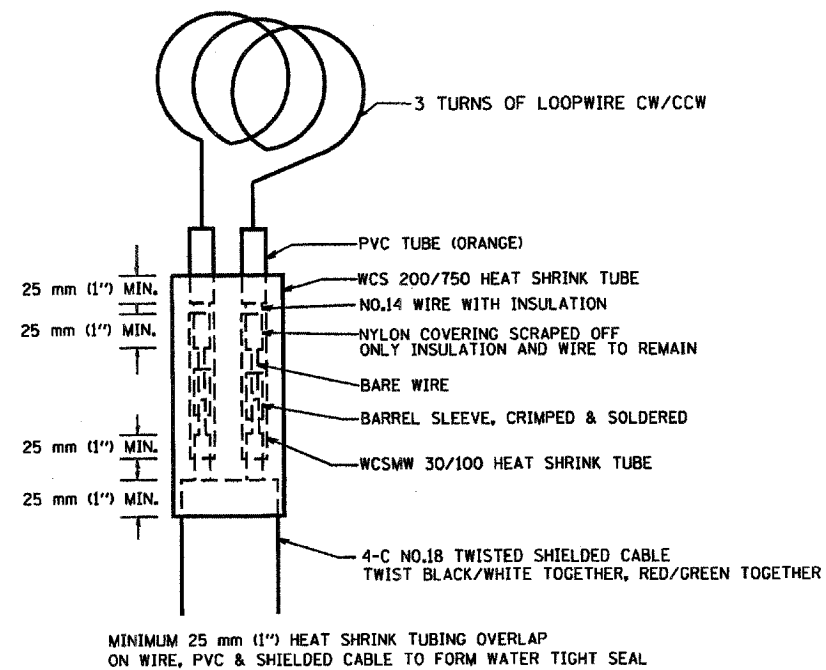 3 TURNS OF LOOPWIRE CW/CCW
PVC TUBE (ORANGE)
WCS 200/750 HEAT SHRINK TUBE
25 mm (1") MIN.
NO.14 WIRE WITH INSULATION
25 mm (1") MIN.
NYLON COVERING SCRAPED OFF
ONLY INSULATION AND WIRE TO REMAIN
BARE WIRE
BARREL SLEEVE, CRIMPED & SOLDERED
25 mm (1") MIN.
WCSMW 30/100 HEAT SHRINK TUBE
25 mm (1") MIN.
4-C NO.18 TWISTED SHIELDED CABLE
TWIST BLACK/WHITE TOGETHER, RED/GREEN TOGETHER
MINIMUM 25 mm (1") HEAT SHRINK TUBING OVERLAP
ON WIRE, PVC & SHIELDED CABLE TO FORM WATER TIGHT SEAL